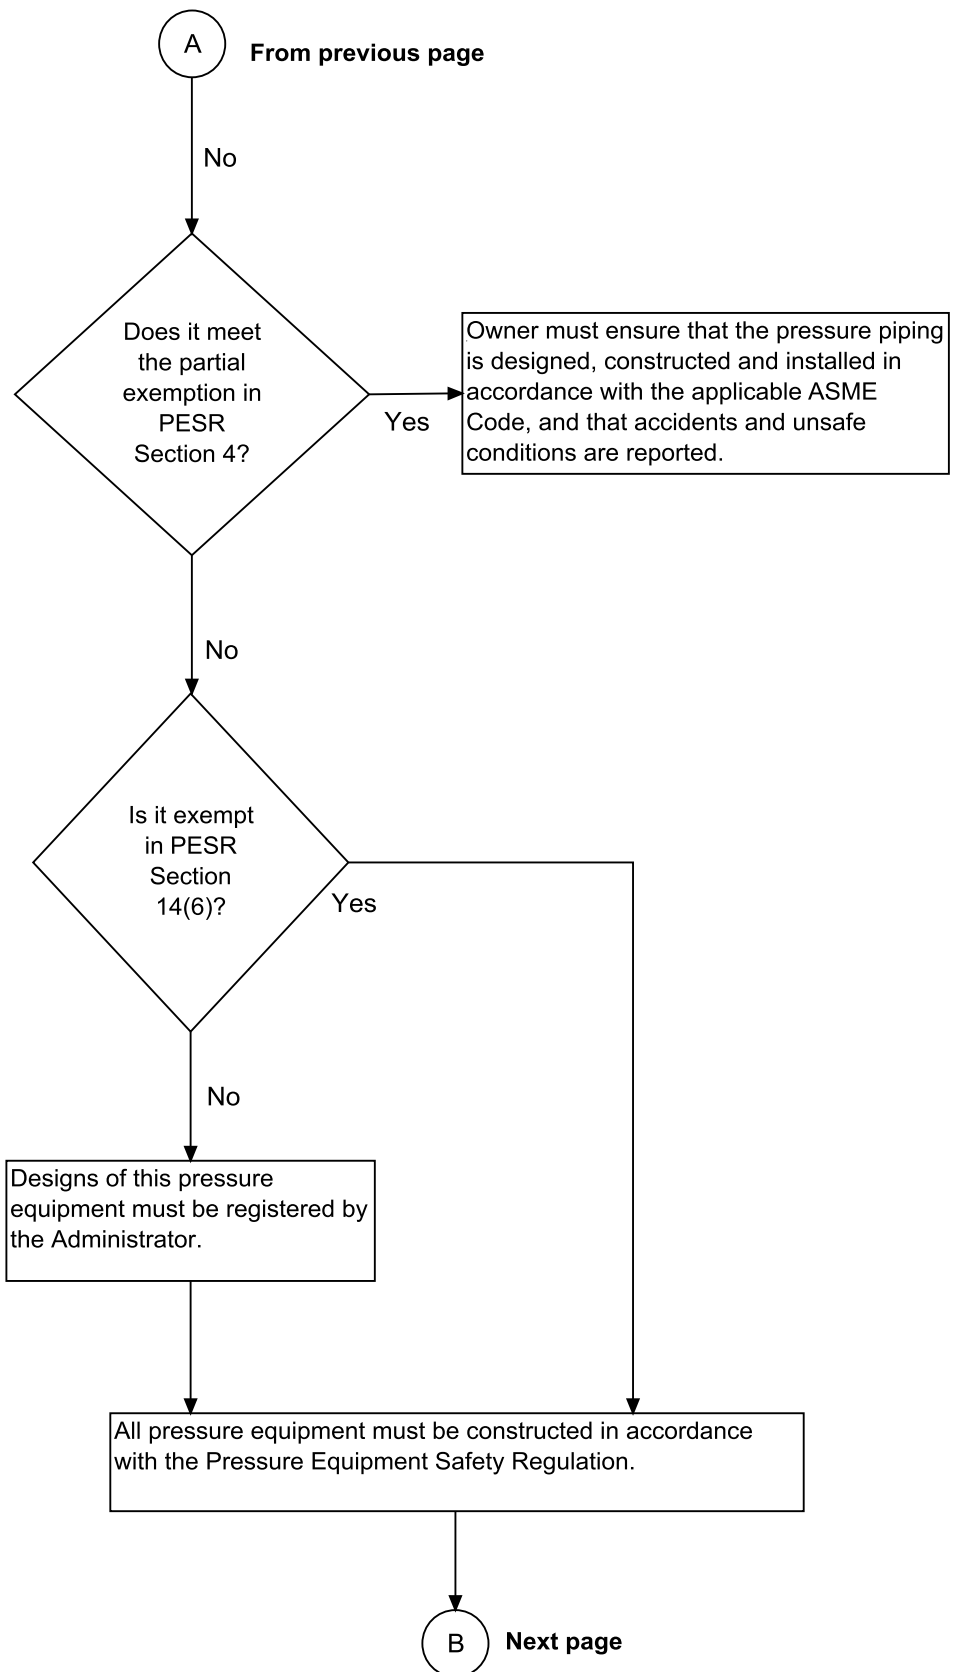 A
From previous page
No
Does it meet
the partial
exemption in
PESR
Section 4?
Yes
Owner must ensure that the pressure piping
is designed, constructed and installed in
accordance with the applicable ASME
Code, and that accidents and unsafe
conditions are reported.
No
Is it exempt
in PESR
Section
14(6)?
Yes
No
Designs of this pressure
equipment must be registered by
the Administrator.
All pressure equipment must be constructed in accordance
with the Pressure Equipment Safety Regulation.
B
Next page